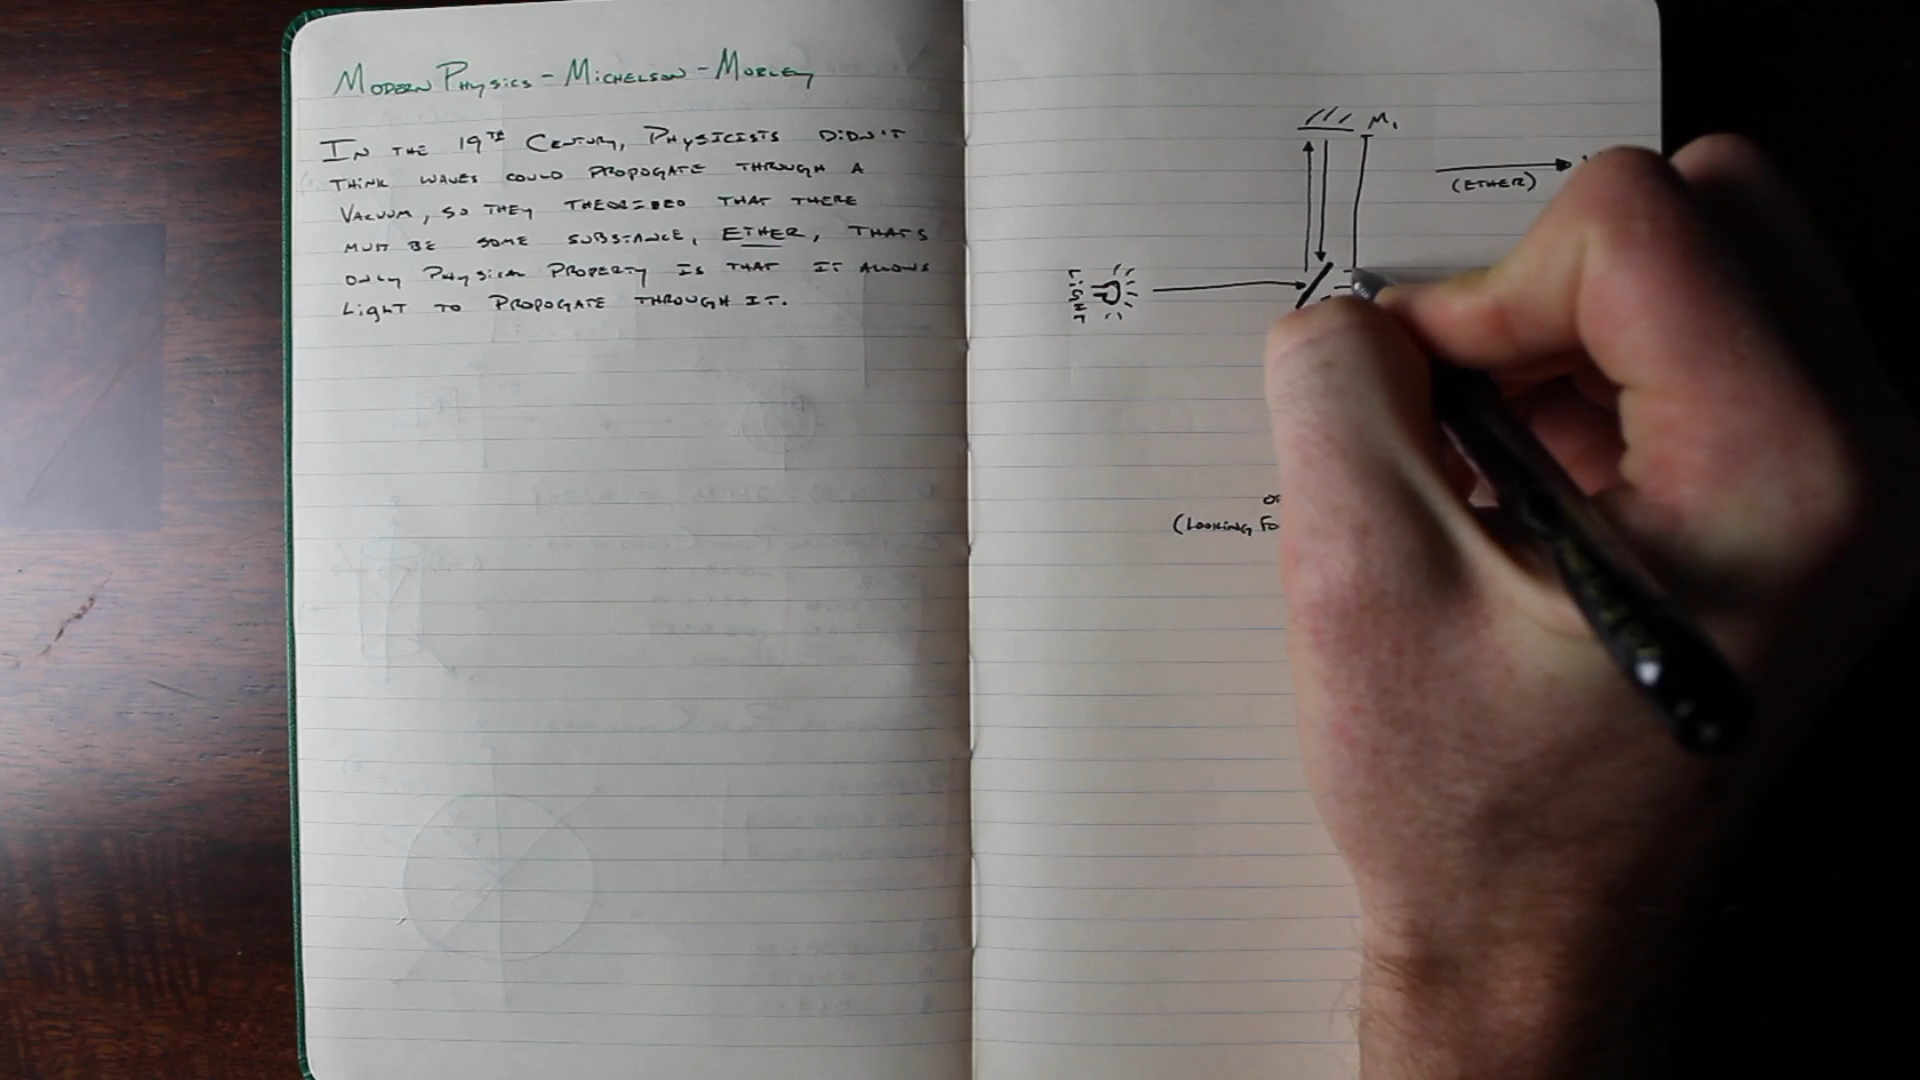 MODERN PHYSICS - MICHELSON - MORLEY
IN THE 19TH CENTURY, PHYSICISTS DIDN'T
THINK WAVES COULD PROPOGATE THROUGH A
VACUUM, SO THEY THEORIZED THAT THERE
MUST BE SOME SUBSTANCE, ETHER, THATS
ONLY PHYSICAL PROPERTY IS THAT IT ALLOWS
LIGHT TO PROPOGATE THROUGH IT.
M1
(ETHER)
LIGHT
(LOOKING FO